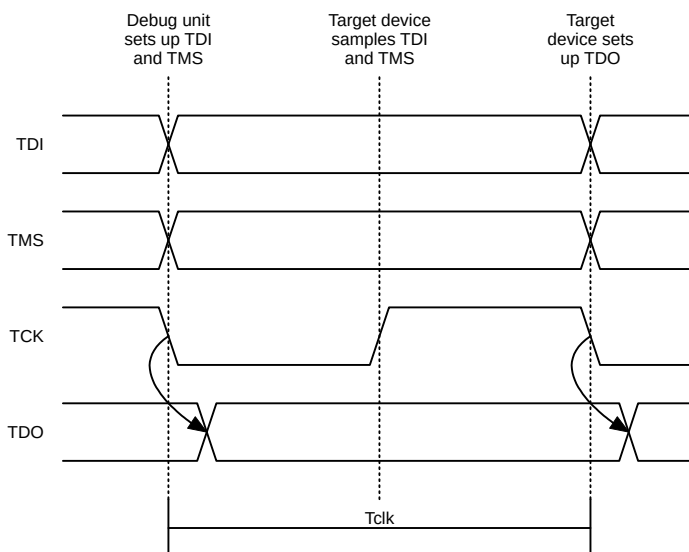 Debug unit
sets up TDI
and TMS
Target device
samples TDI
and TMS
Target
device sets
up TDO
TDI
TMS
TCK
TDO
Tclk